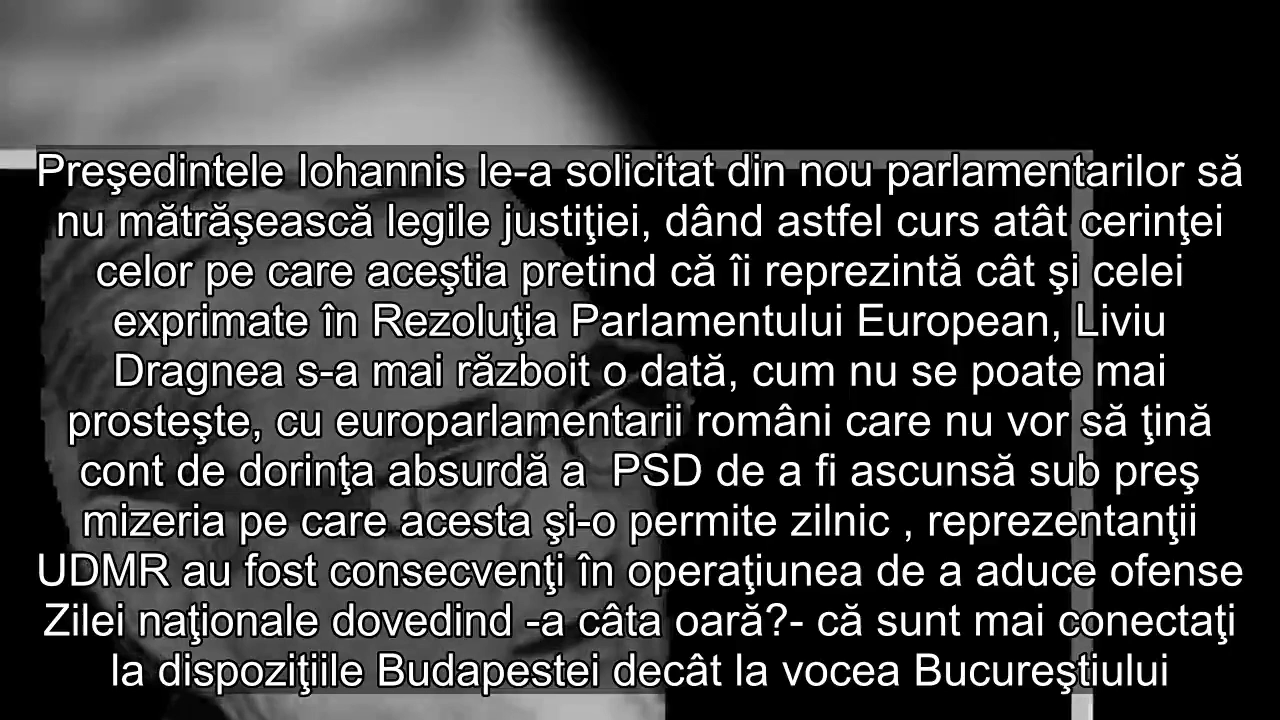 Preşedintele Iohannis le-a solicitat din nou parlamentarilor să
nu mătrăşească legile justiţiei, dând astfel curs atât cerinţei
celor pe care aceştia pretind că îi reprezintă cât şi celei
exprimate în Rezoluţia Parlamentului European, Liviu
Dragnea s-a mai războit o dată, cum nu se poate mai
prosteşte, cu europarlamentarii români care nu vor să ţină
cont de dorinţa absurdă a  PSD de a fi ascunsă sub preş
mizeria pe care acesta şi-o permite zilnic , reprezentanţii
UDMR au fost consecvenţi în operaţiunea de a aduce ofense
Zilei naţionale dovedind -a câta oară?- că sunt mai conectaţi
la dispoziţiile Budapestei decât la vocea Bucureştiului